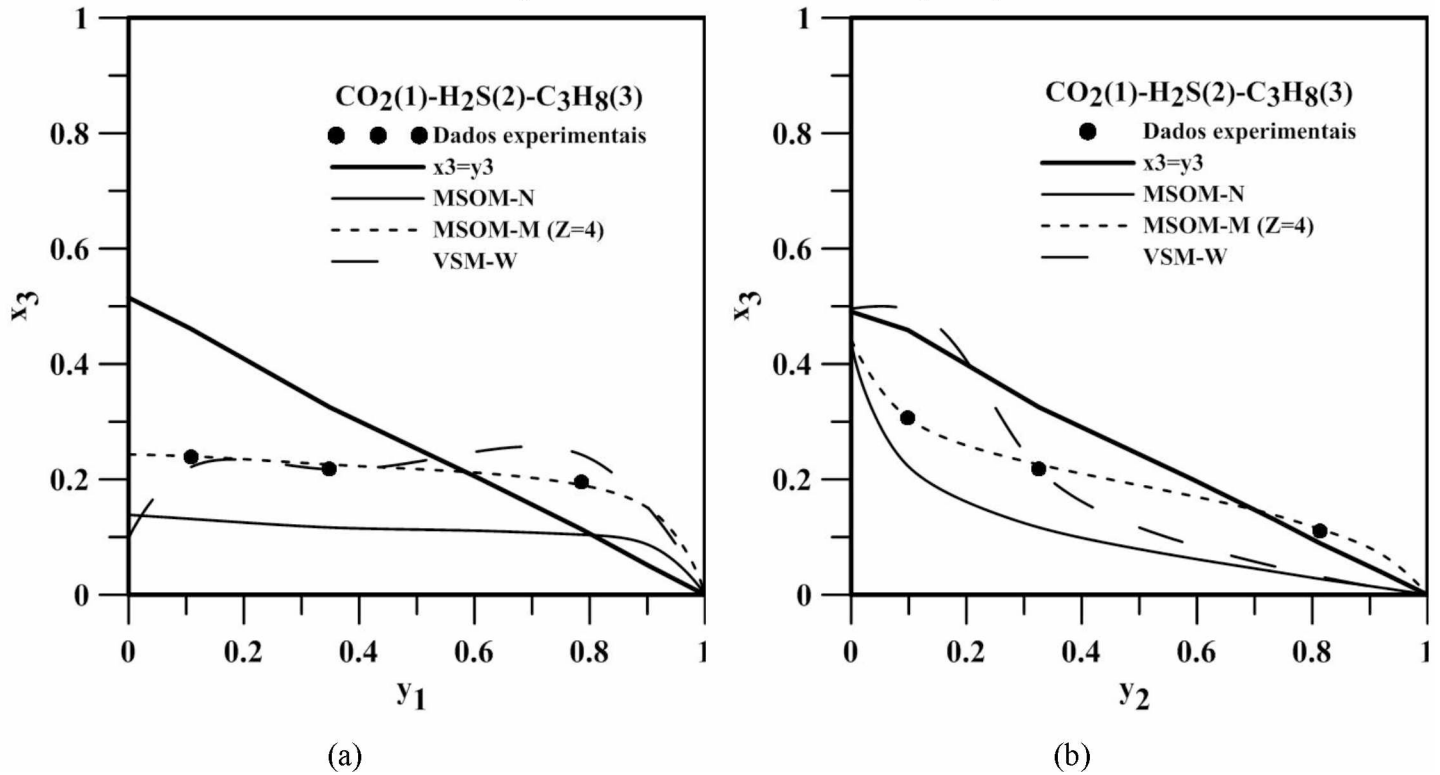 1
0.8
0.6
0.4
0.2
0
x3
CO2(1)-H2S(2)-C3H8(3)
Dados experimentais
x3=y3
MSOM-N
MSOM-M (Z=4)
VSM-W
0 0.2 0.4 0.6 0.8 1
y1
(a)
1
0.8
0.6
0.4
0.2
0
x3
CO2(1)-H2S(2)-C3H8(3)
Dados experimentais
x3=y3
MSOM-N
MSOM-M (Z=4)
VSM-W
0 0.2 0.4 0.6 0.8 1
y2
(b)